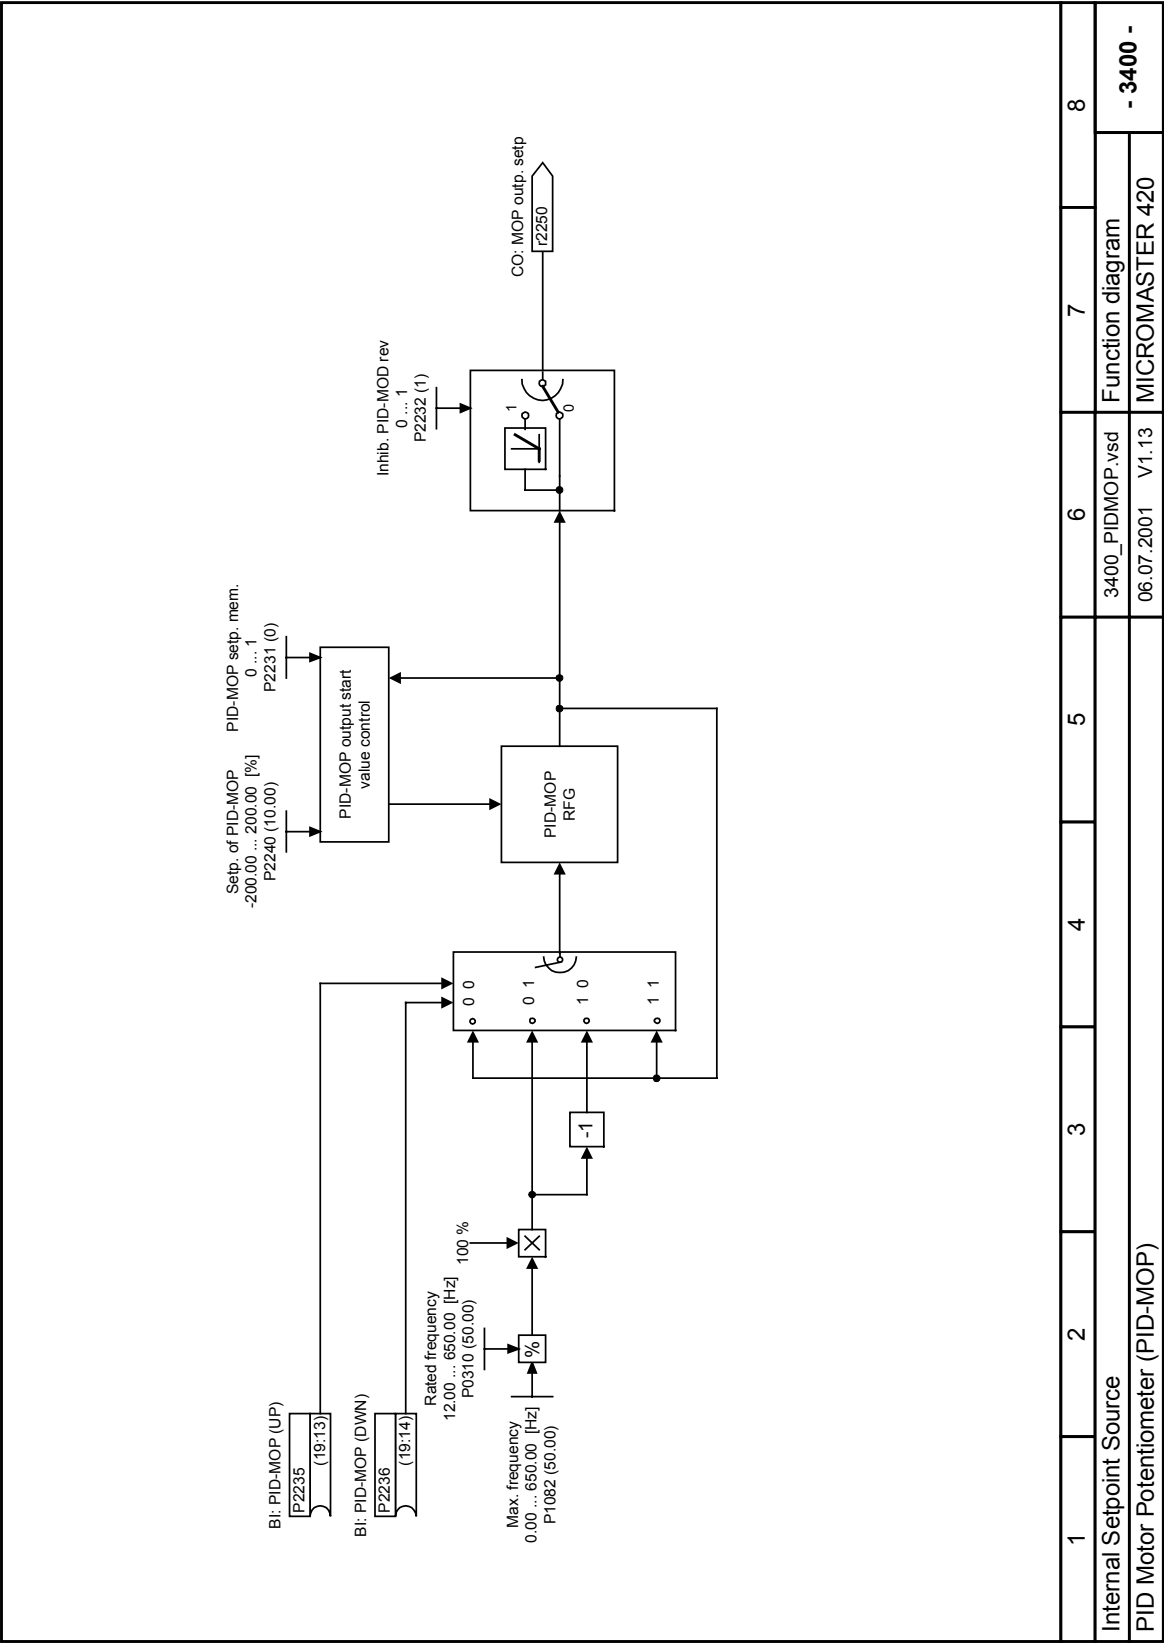 BI: PID-MOP (UP)
P2235
(19:13)
BI: PID-MOP (DWN)
P2236
(19:14)
Max. frequency
0.00 ... 650.00 [Hz]
P1082 (50.00)
Rated frequency
12.00 ... 650.00 [Hz]
P0310 (50.00)
%
100 %
-1
0 0
0 1
1 0
1 1
Setp. of PID-MOP
-200.00 ... 200.00 [%]
P2240 (10.00)
PID-MOP setp. mem.
0 ... 1
P2231 (0)
PID-MOP output start
value control
PID-MOP
RFG
Inhib. PID-MOD rev
0 ... 1
P2232 (1)
1
0
CO: MOP outp. setp
r2250
1 2 3 4 5 6 7 8
Internal Setpoint Source
3400_PIDMOP.vsd
Function diagram
- 3400 -
PID Motor Potentiometer (PID-MOP)
06.07.2001 V1.13
MICROMASTER 420